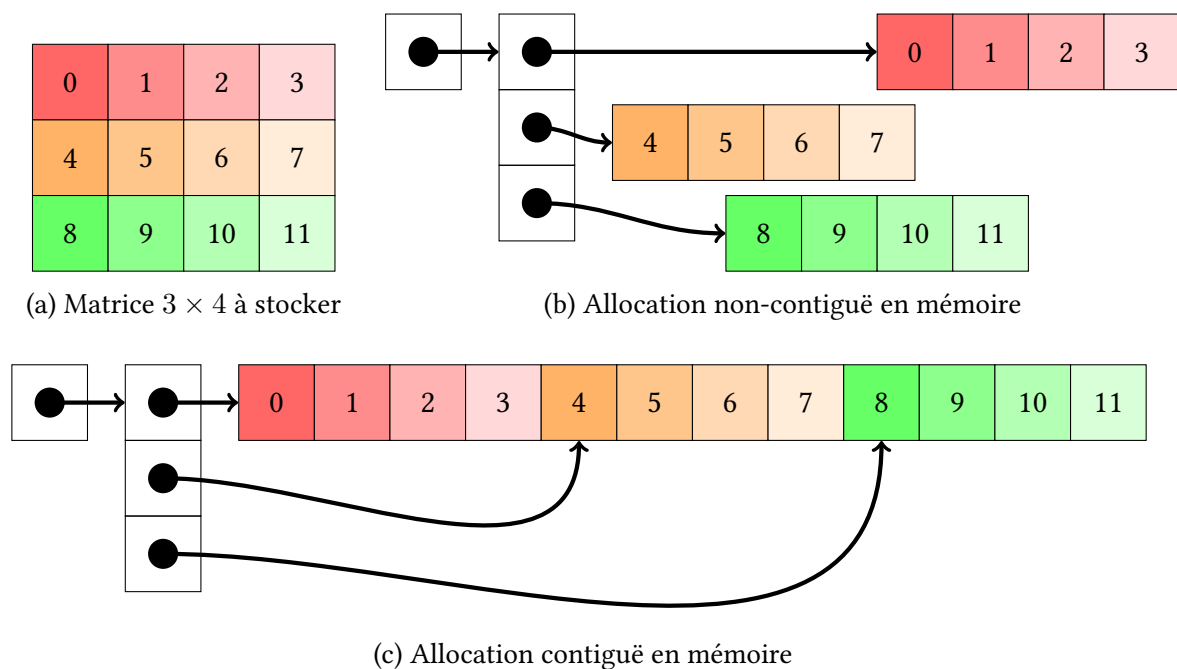 0 1 2 3
4 5 6 7
8 9 10 11
(a) Matrice 3 × 4 à stocker
0 1 2 3
4 5 6 7
8 9 10 11
(b) Allocation non-contiguë en mémoire
0 1 2 3 4 5 6 7 8 9 10 11
(c) Allocation contiguë en mémoire